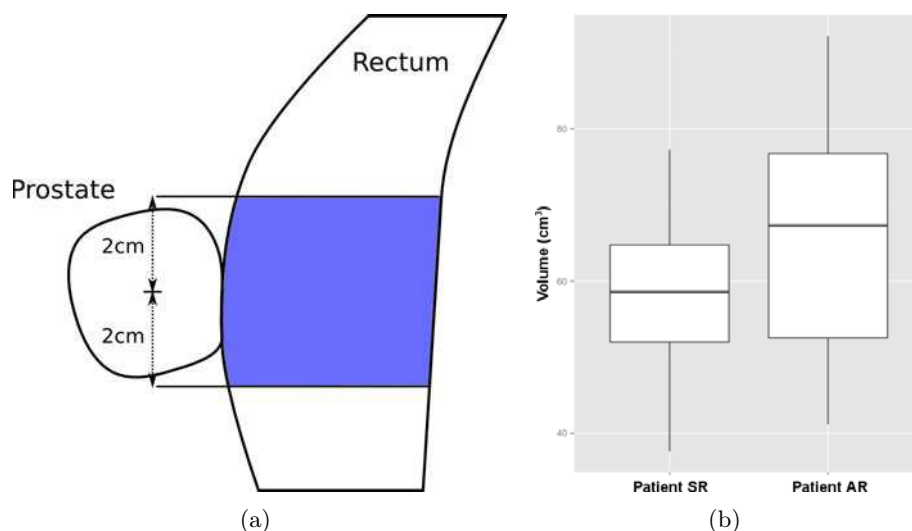 Rectum
Prostate
2cm
2cm
(a)
Volume (cm³)
80
60
40
Patient SR
Patient AR
(b)